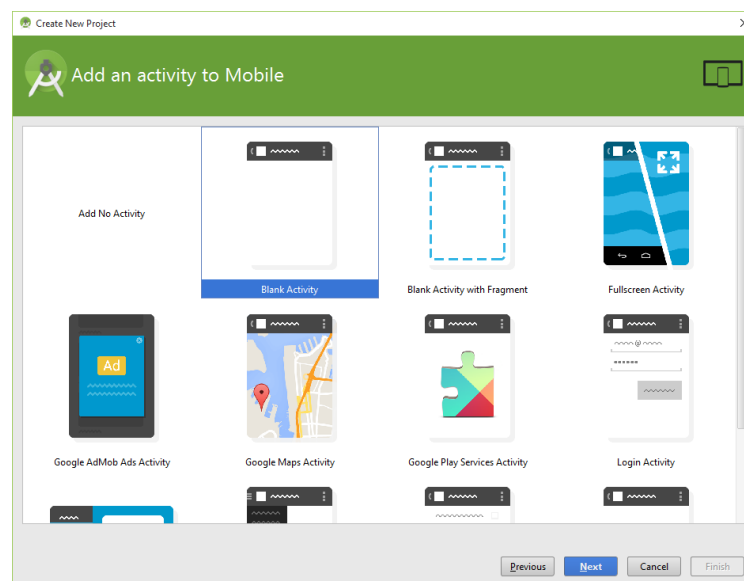 Create New Project
Add an activity to Mobile
Add No Activity
Blank Activity
Blank Activity with Fragment
Fullscreen Activity
Ad
Google AdMob Ads Activity
Google Maps Activity
Google Play Services Activity
@
Login Activity
Previous
Next
Cancel
Finish